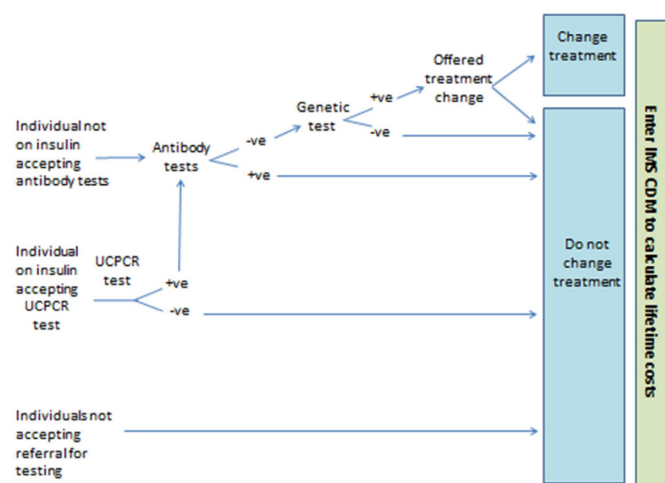 Individual not
on insulin
accepting
antibody tests
Antibody
tests
-ve
+ve
Genetic
test
+ve
-ve
Offered
treatment
change
Change
treatment
Individual
on insulin
accepting
UCPCR
test
UCPCR
test
+ve
-ve
Do not
change
treatment
Individuals not
accepting
referral for
testing
Enter IMS CDM to calculate lifetime costs